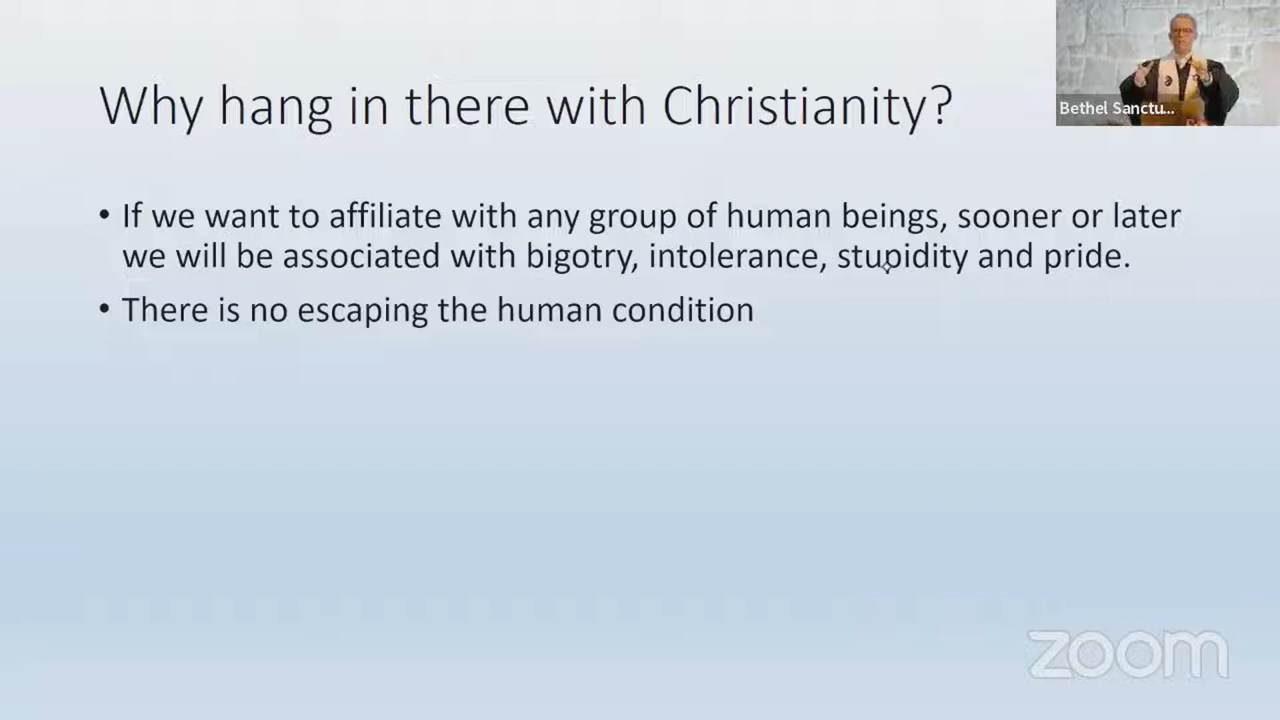 Why hang in there with Christianity?
Bethel Sanctu...
• If we want to affiliate with any group of human beings, sooner or later
we will be associated with bigotry, intolerance, stupidity and pride.
• There is no escaping the human condition
zoom